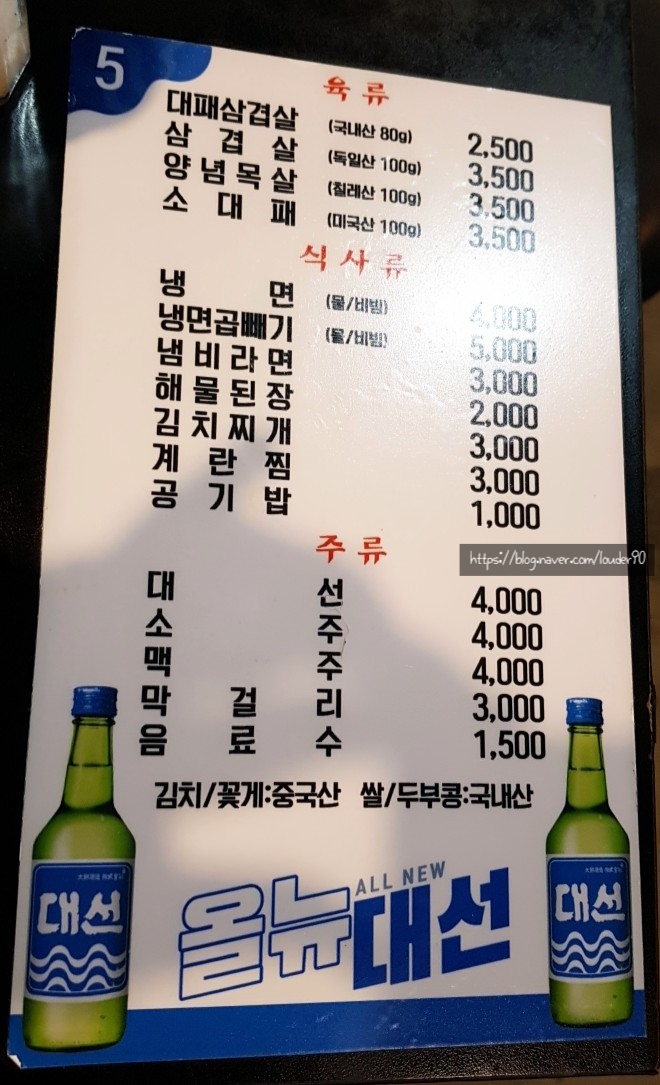 5
육류
대패삼겹살 (국내산 80g) 2,500
삼겹살 (독일산 100g) 3,500
양념목살 (칠레산 100g) 3,500
소대패 (미국산 100g) 3,500
식사류
냉면 (물/비빔) 4,000
냉면곱빼기 (물/비빔) 5,000
냄비라면 3,000
해물된장 2,000
김치찌개 3,000
계란찜 3,000
공기밥 1,000
주류
https://blog.naver.com/louder90
대선 4,000
소주 4,000
맥주 4,000
막걸리 3,000
음료수 1,500
김치/꽃게:중국산 쌀/두부콩:국내산
ALL NEW
올뉴대선
대선
대선